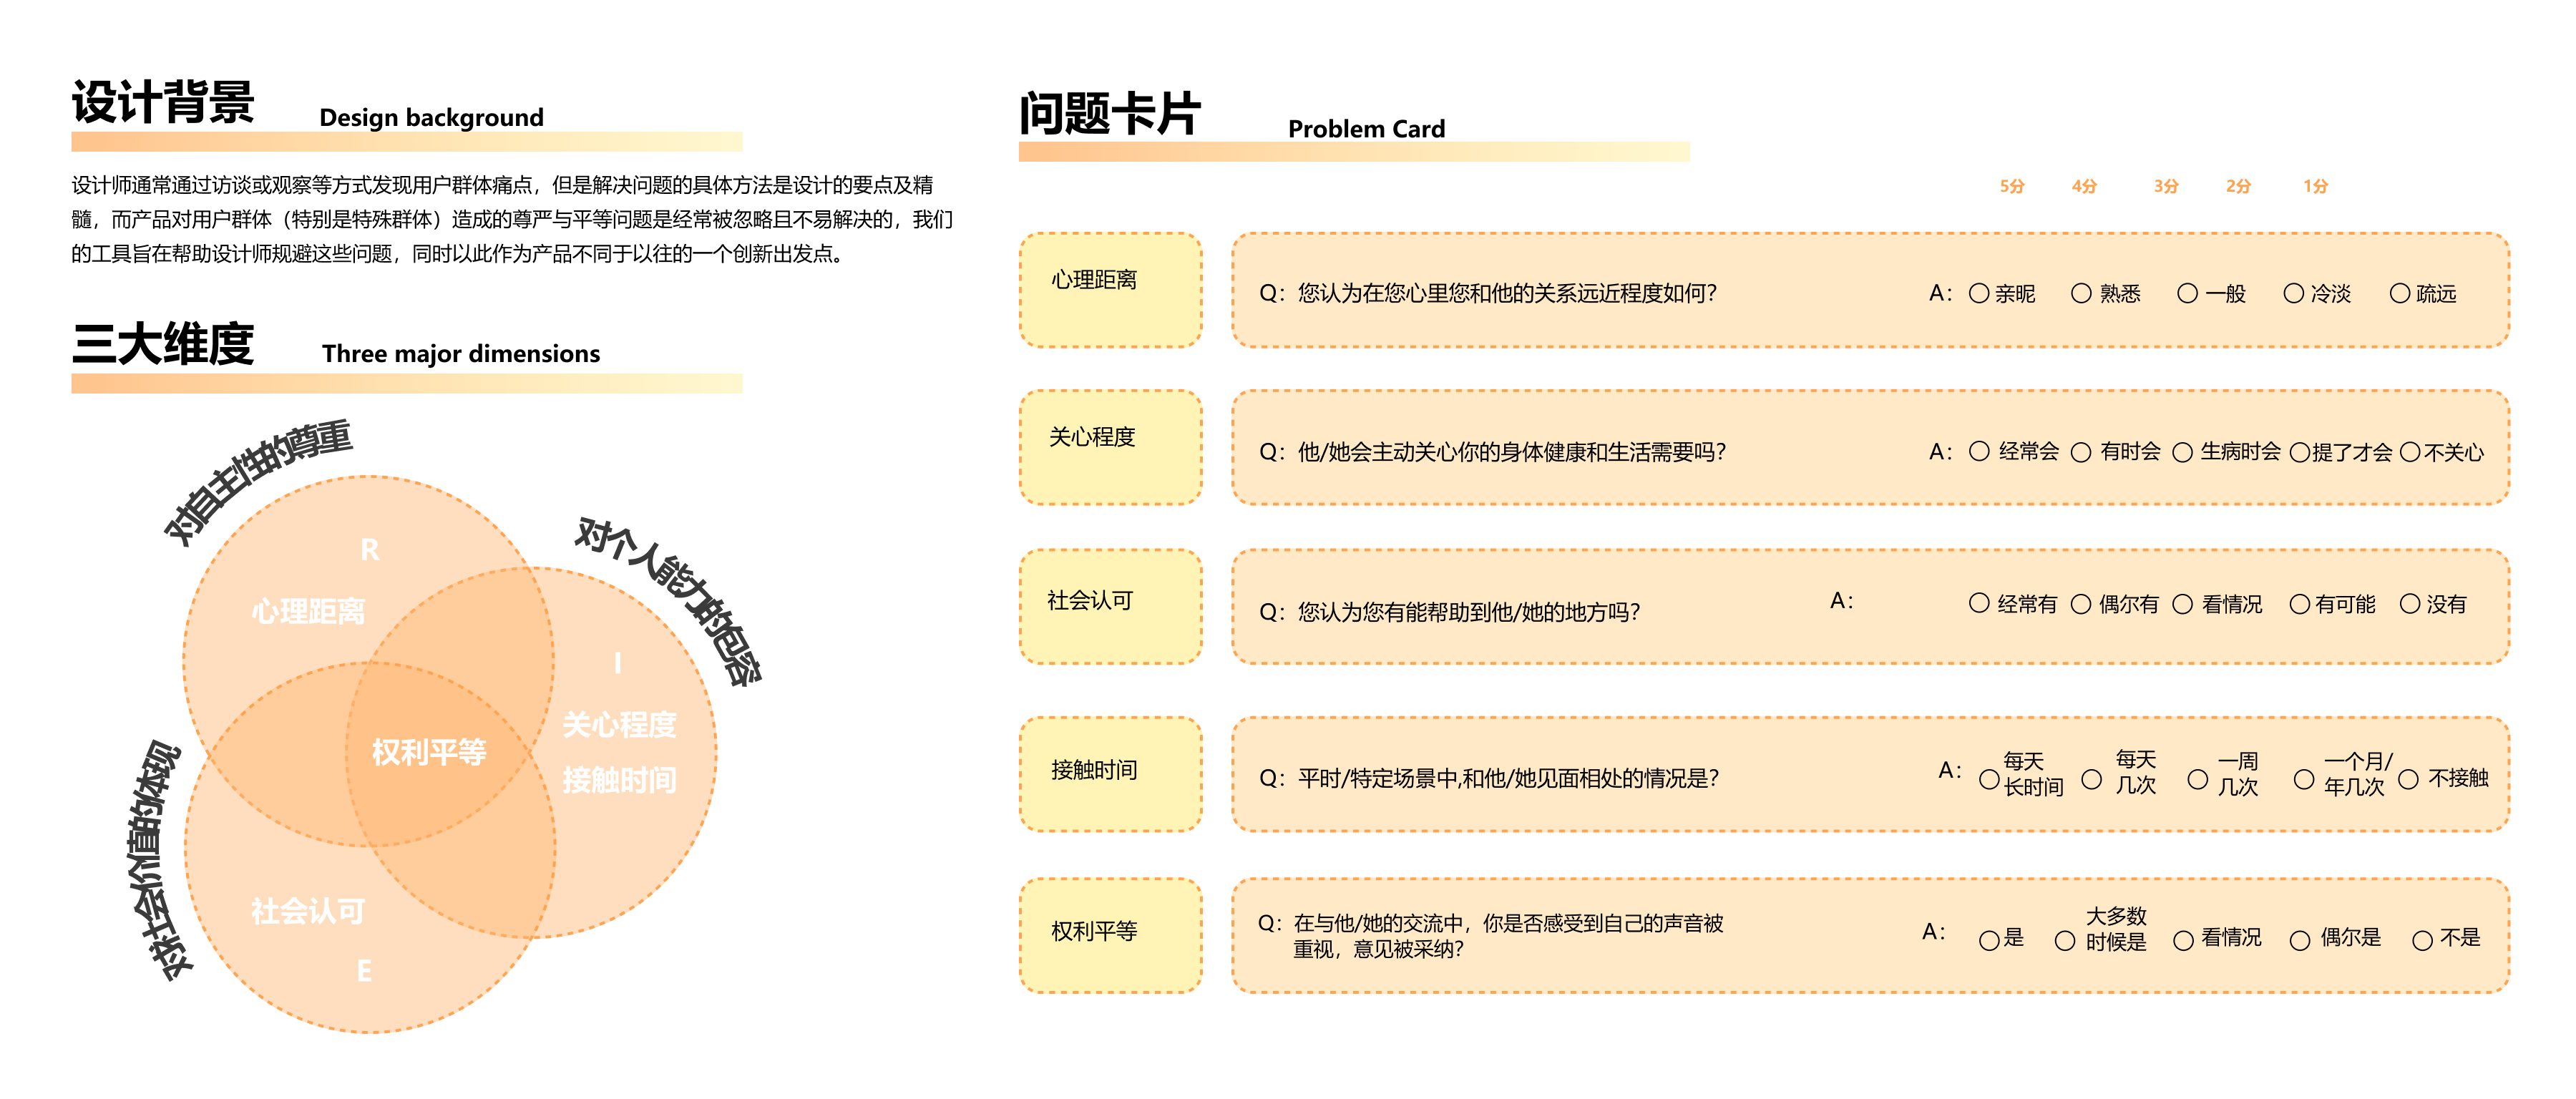 设计背景
Design background
设计师通常通过访谈或观察等方式发现用户群体痛点，但是解决问题的具体方法是设计的要点及精
髓，而产品对用户群体（特别是特殊群体）造成的尊严与平等问题是经常被忽略且不易解决的，我们
的工具旨在帮助设计师规避这些问题，同时以此作为产品不同于以往的一个创新出发点。
三大维度
Three major dimensions
对自主性的尊重
R
心理距离
对个人能力的包容
I
关心程度
接触时间
权利平等
对社会价值的体现
社会认可
E
问题卡片
Problem Card
5分 4分 3分 2分 1分
心理距离
Q：您认为在您心里您和他的关系远近程度如何？
A： 亲昵 熟悉 一般 冷淡 疏远
关心程度
Q：他/她会主动关心你的身体健康和生活需要吗？
A： 经常会 有时会 生病时会 提了才会 不关心
社会认可
Q：您认为您有能帮助到他/她的地方吗？
A： 经常有 偶尔有 看情况 有可能 没有
接触时间
Q：平时/特定场景中,和他/她见面相处的情况是？
A： 每天 每天 一周 一个月/ 不接触
长时间 几次 几次 年几次
权利平等
Q：在与他/她的交流中，你是否感受到自己的声音被
重视，意见被采纳？
A： 是 大多数 看情况 偶尔是 不是
时候是